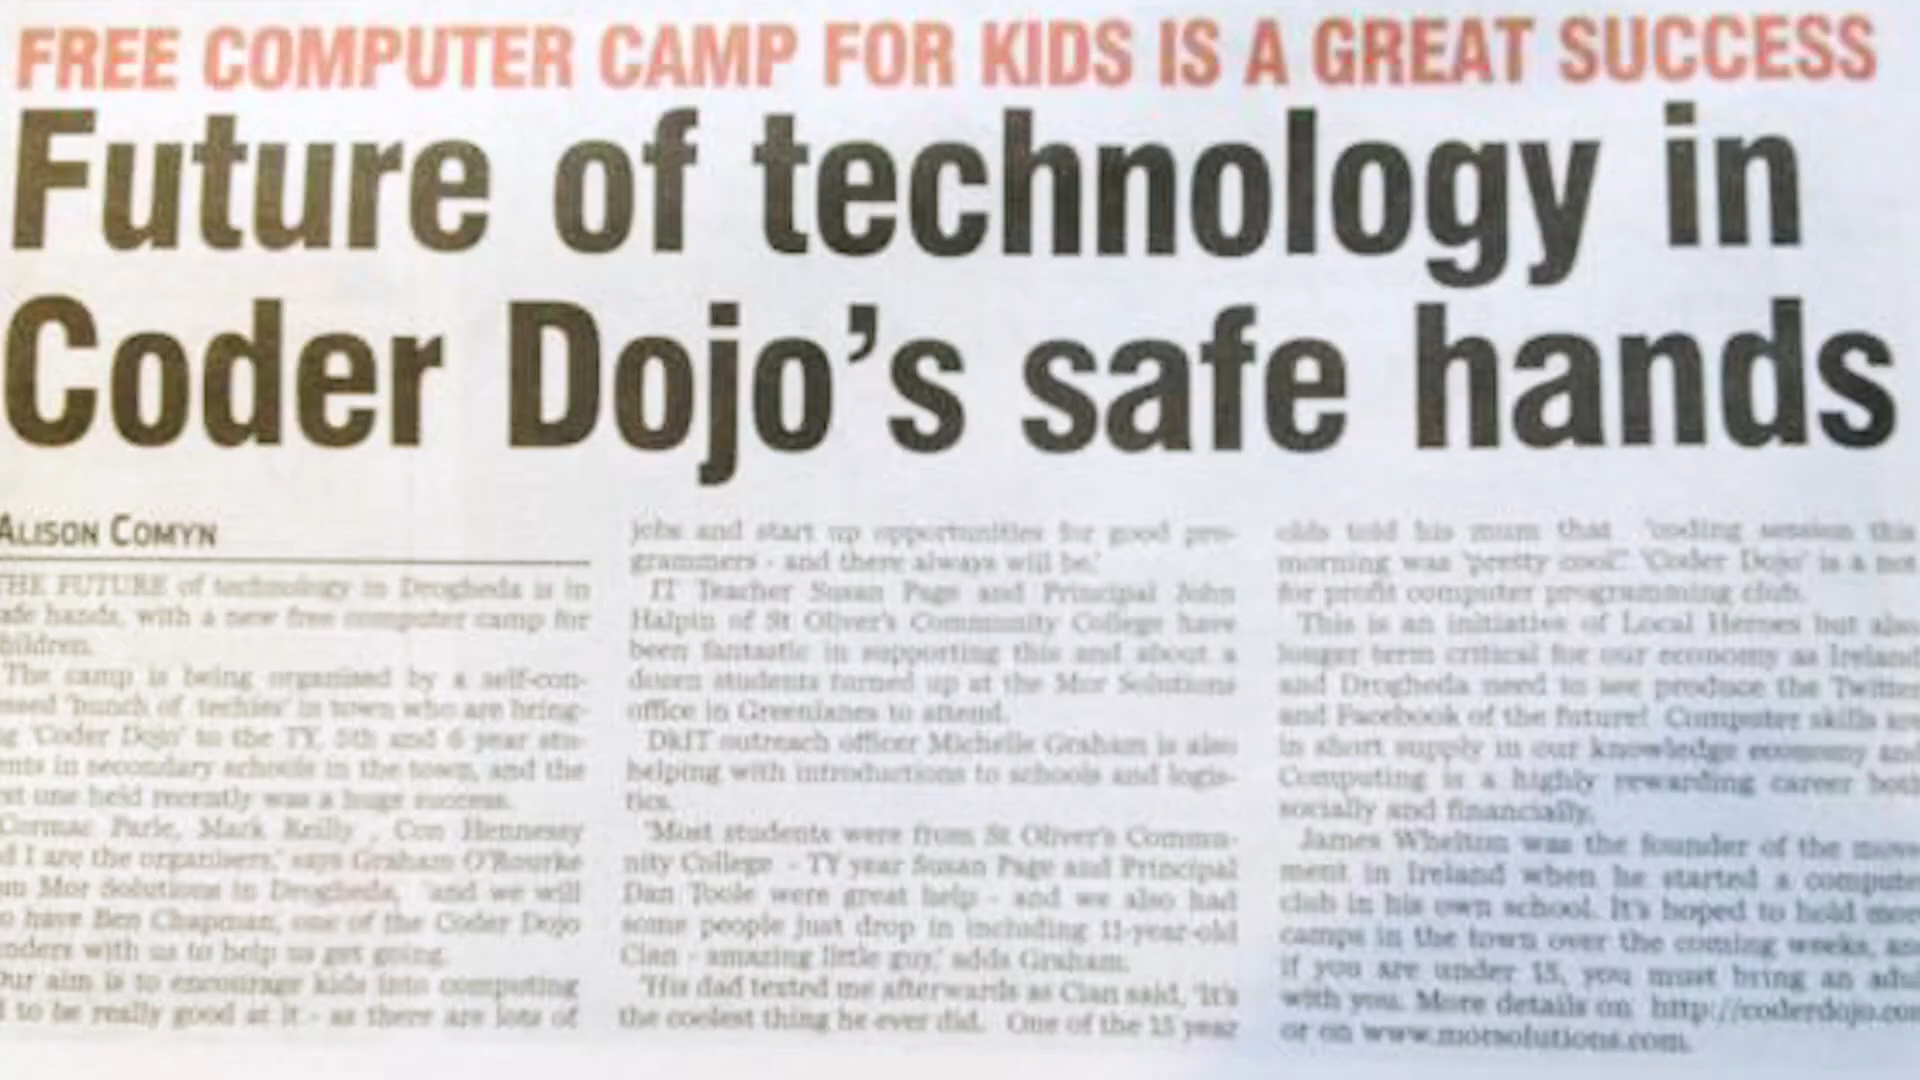 FREE COMPUTER CAMP FOR KIDS IS A GREAT SUCCESS
Future of technology in
Coder Dojo's safe hands
ALISON COMYN
THE FUTURE of technology in Drogheda is in
afe hands, with a new free computer camp for
hildren.
The camp is being organised by a self-con-
essed 'bunch of techies' in town who are bring-
g 'Coder Dojo' to the TY, 5th and 6 year stu-
ents in secondary schools in the town, and the
st one held recently was a huge success.
Cormac Parle, Mark Reilly , Con Hennessy
d I are the organisers,' says Graham O'Rourke
Mor Solutions in Drogheda, 'and we will
o have Ben Chapman, one of the Coder Dojo
nders with us to help us get going.
Our aim is to encourage kids into computing
d to be really good at it - as there are lots of
jobs and start up opportunities for good pro-
grammers - and there always will be.'
IT Teacher Susan Page and Principal John
Halpin of St Oliver's Community College have
been fantastic in supporting this and about a
dozen students turned up at the Mor Solutions
office in Greenlanes to attend.
DkIT outreach officer Michelle Graham is also
helping with introductions to schools and logis-
tics.
'Most students were from St Oliver's Commu-
nity College - TY year Susan Page and Principal
Dan Toole were great help - and we also had
some people just drop in including 11-year-old
Cian - amazing little guy,' adds Graham.
'His dad texted me afterwards as Cian said, 'It's
the coolest thing he ever did. One of the 15 year
olds told his mum that 'coding session this
morning was 'pretty cool'.' 'Coder Dojo' is a not
for profit computer programming club.
This is an initiative of Local Heroes but also
longer term critical for our economy as Ireland
and Drogheda need to see produce the Twitter
and Facebook of the future! Computer skills are
in short supply in our knowledge economy and
Computing is a highly rewarding career both
socially and financially.
James Whelton was the founder of the move-
ment in Ireland when he started a computer
club in his own school. It's hoped to hold more
camps in the town over the coming weeks, and
if you are under 15, you must bring an adul
with you. More details on http://coderdojo.com
or on www.morsolutions.com.